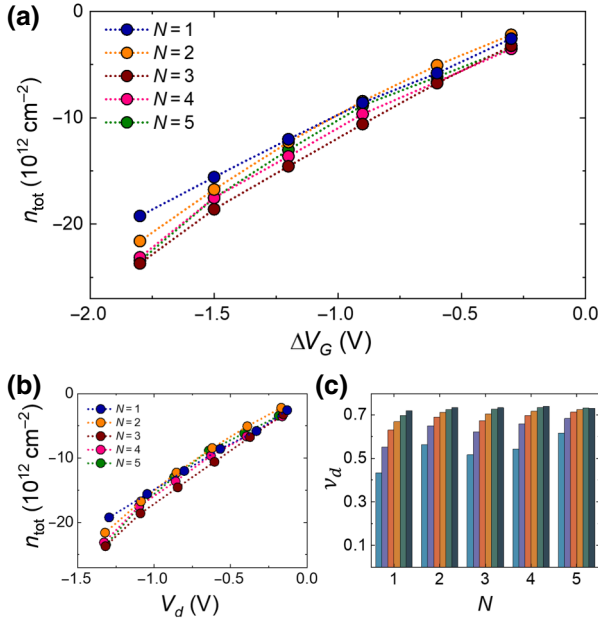 (a)
N = 1
N = 2
N = 3
N = 4
N = 5
0
−5
−10
−15
−20
−25
n_tot (10^12 cm^−2)
−2.0 −1.5 −1.0 −0.5 0.0
ΔV_G (V)
(b)
N = 1
N = 2
N = 3
N = 4
N = 5
0
−10
−20
n_tot (10^12 cm^−2)
−1.5 −1.0 −0.5 0.0
V_d (V)
(c)
0.7
0.5
0.3
0.1
ν_d
1 2 3 4 5
N